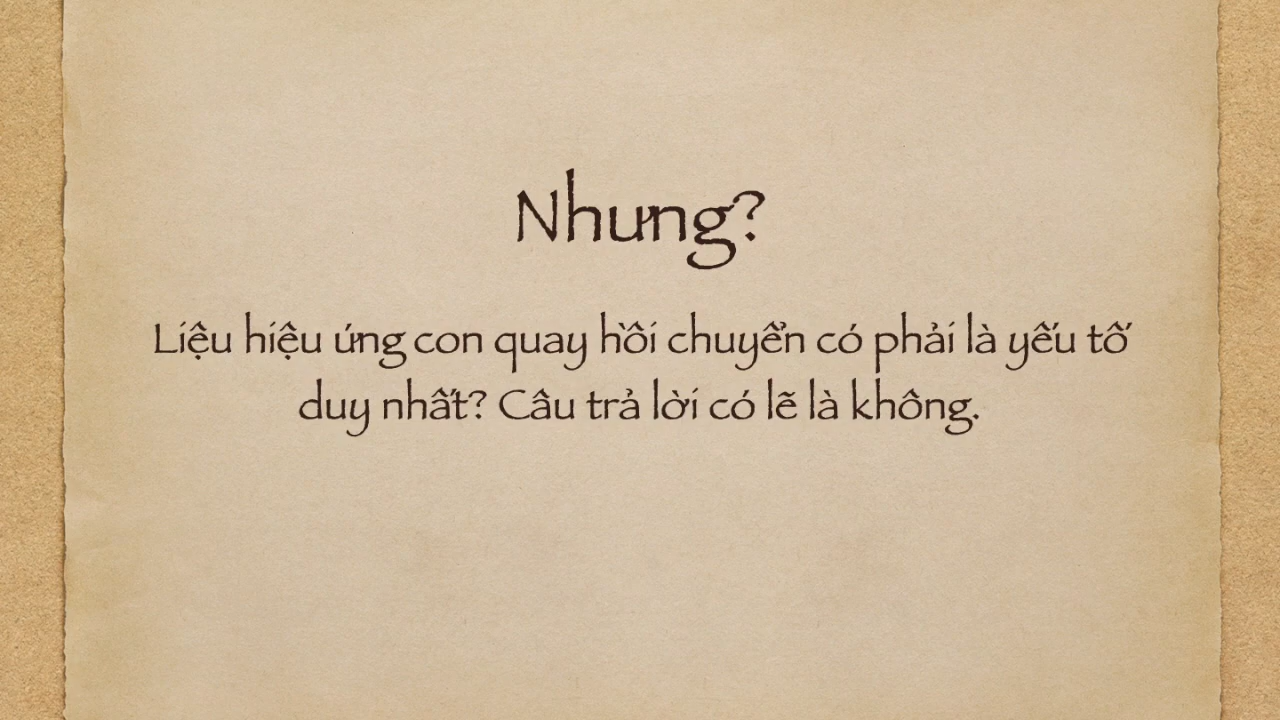 Nhưng?
Liệu hiệu ứng con quay hồi chuyển có phải là yếu tố
duy nhất? Câu trả lời có lẽ là không.